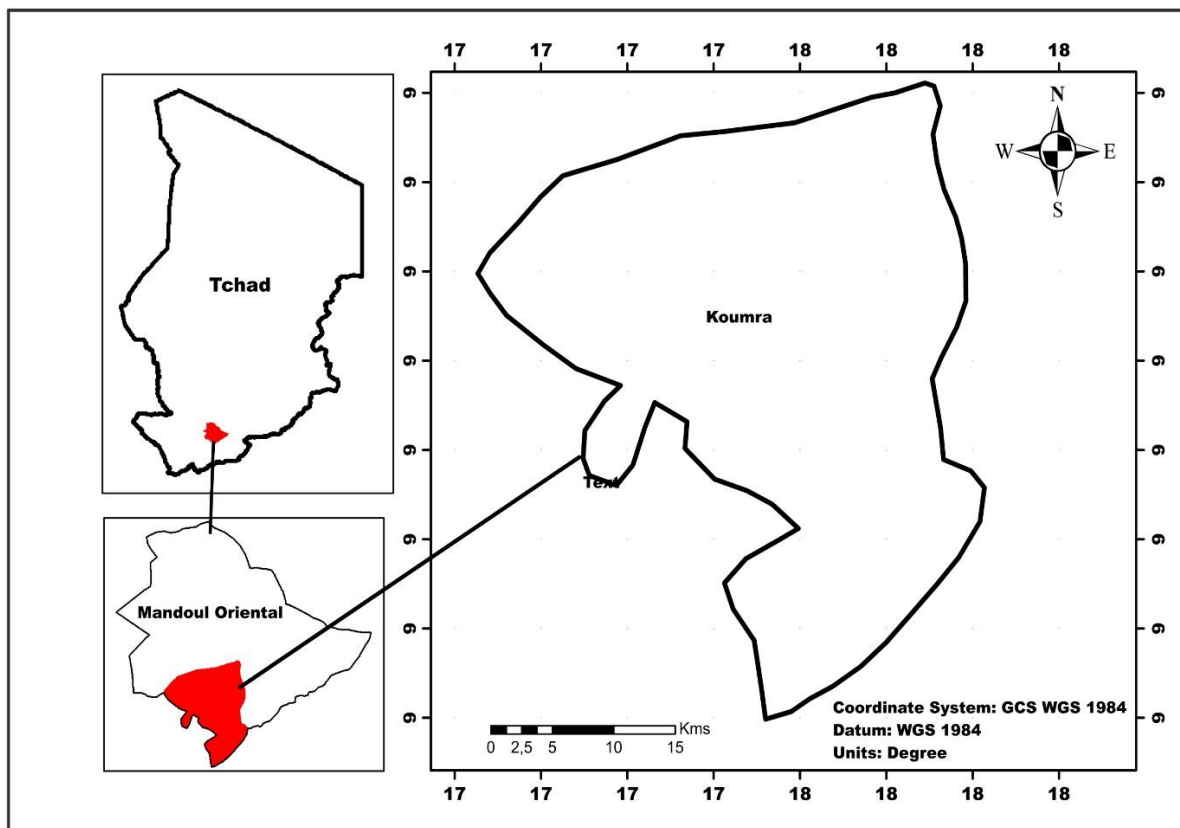 17 17 17 17 18 18 18 18
Tchad
Mandoul Oriental
9 9 9 9 9 9 9 9
N
W E
S
Koumra
Text
9 9 9 9 9 9 9 9
Kms
0 2,5 5 10 15
Coordinate System: GCS WGS 1984
Datum: WGS 1984
Units: Degree
17 17 17 17 18 18 18 18